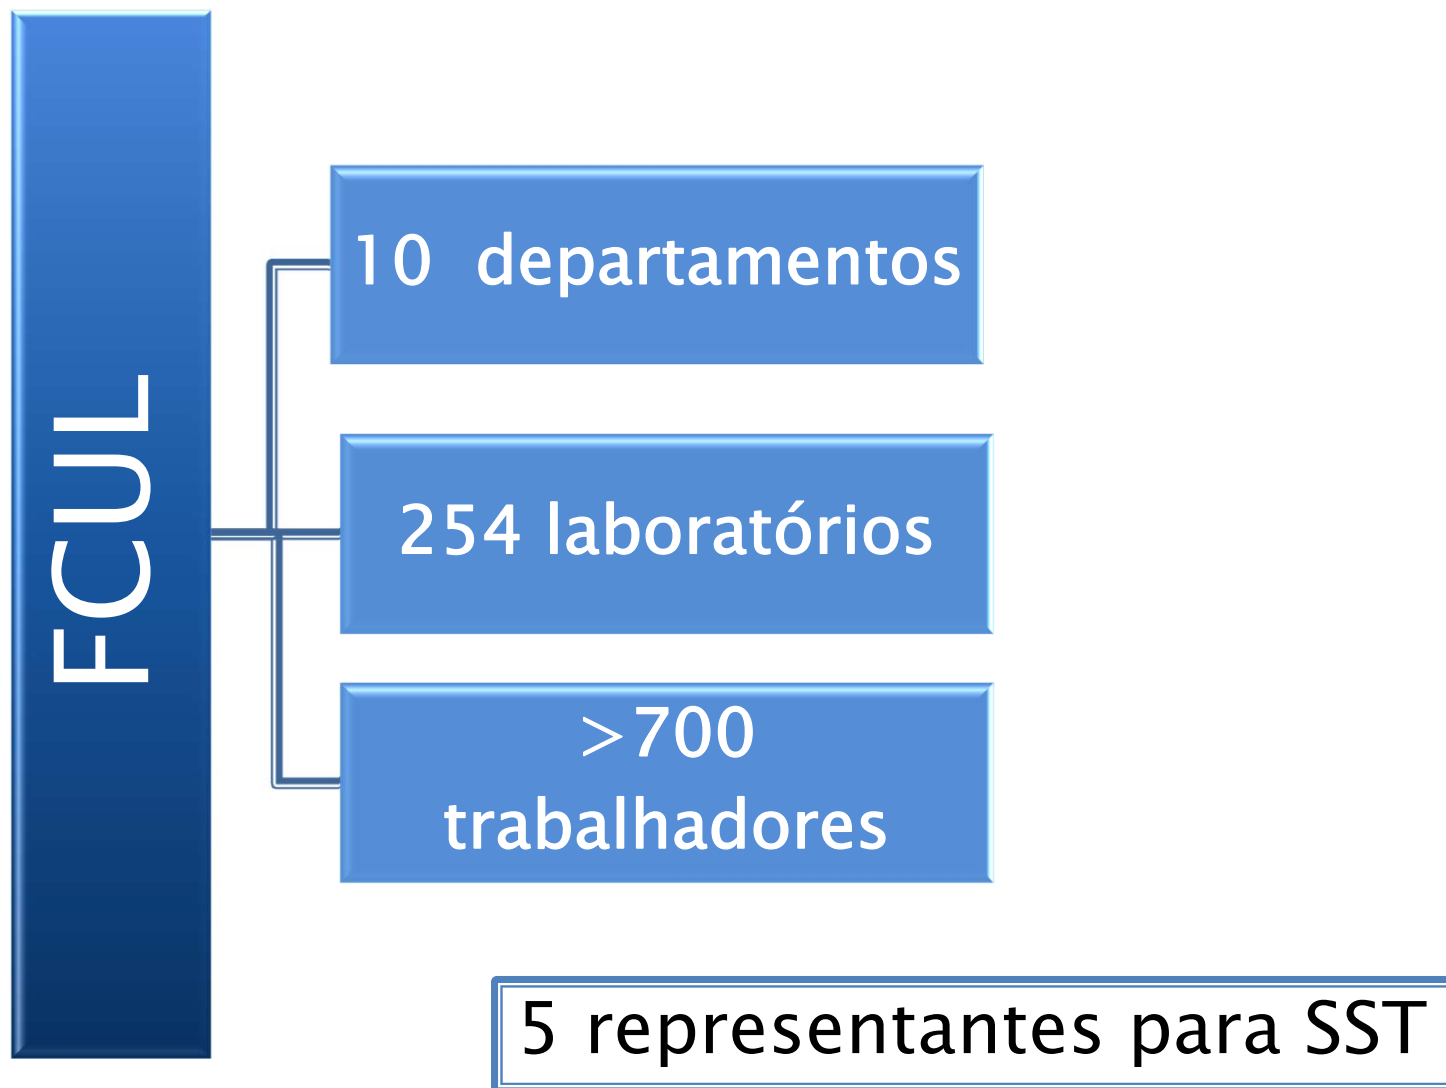 FCUL
10 departamentos
254 laboratórios
>700
trabalhadores
5 representantes para SST